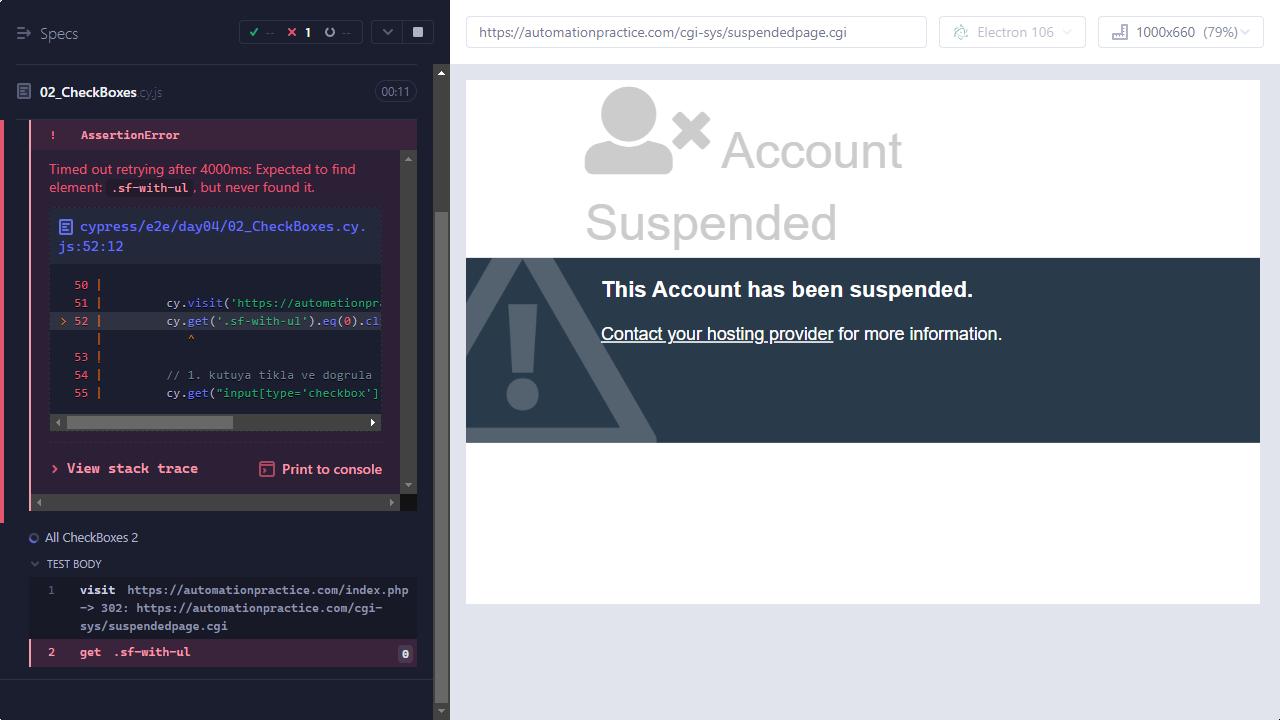 Specs
-- 1 --
https://automationpractice.com/cgi-sys/suspendedpage.cgi
Electron 106
1000x660 (79%)
02_CheckBoxes.cy.js
00:11
! AssertionError
Timed out retrying after 4000ms: Expected to find
element: .sf-with-ul, but never found it.
cypress/e2e/day04/02_CheckBoxes.cy.
js:52:12
50 |
51 | cy.visit('https://automationpra
> 52 | cy.get('.sf-with-ul').eq(0).cl
| ^
53 |
54 | // 1. kutuya tikla ve dogrula
55 | cy.get("input[type='checkbox']
View stack trace
Print to console
All CheckBoxes 2
TEST BODY
1 visit https://automationpractice.com/index.php
-> 302: https://automationpractice.com/cgi-
sys/suspendedpage.cgi
2 get .sf-with-ul 0
Account
Suspended
This Account has been suspended.
Contact your hosting provider for more information.